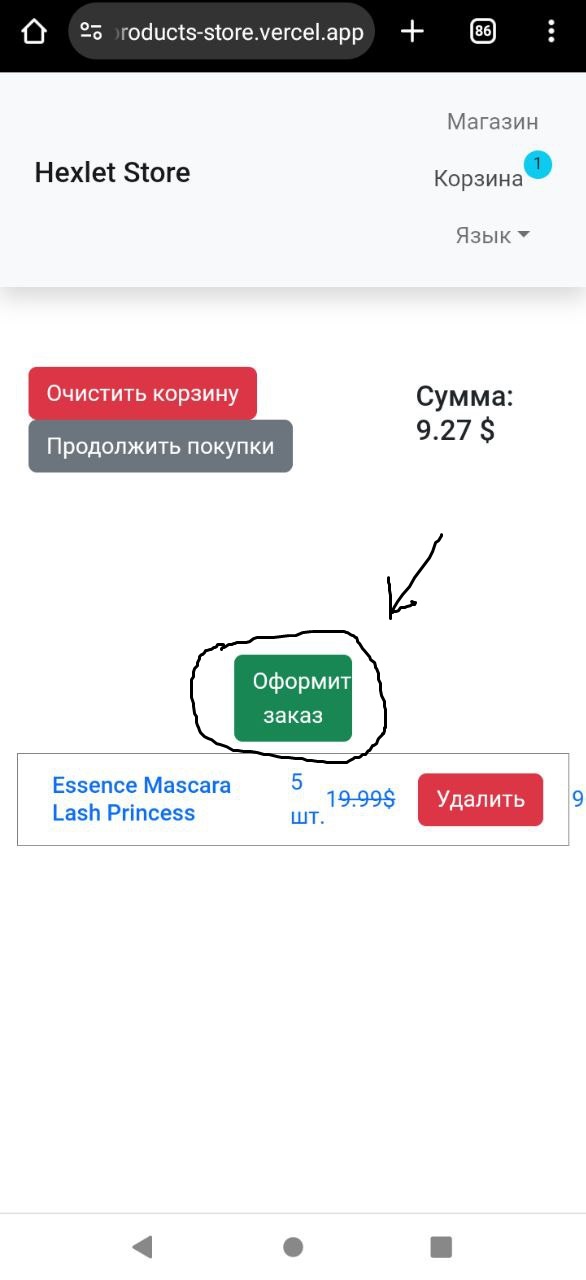 roducts-store.vercel.app
86
Магазин
Hexlet Store
Корзина 1
Язык
Очистить корзину
Продолжить покупки
Сумма:
9.27 $
Оформит
заказ
Essence Mascara
Lash Princess
5
шт.
19.99$
Удалить
9